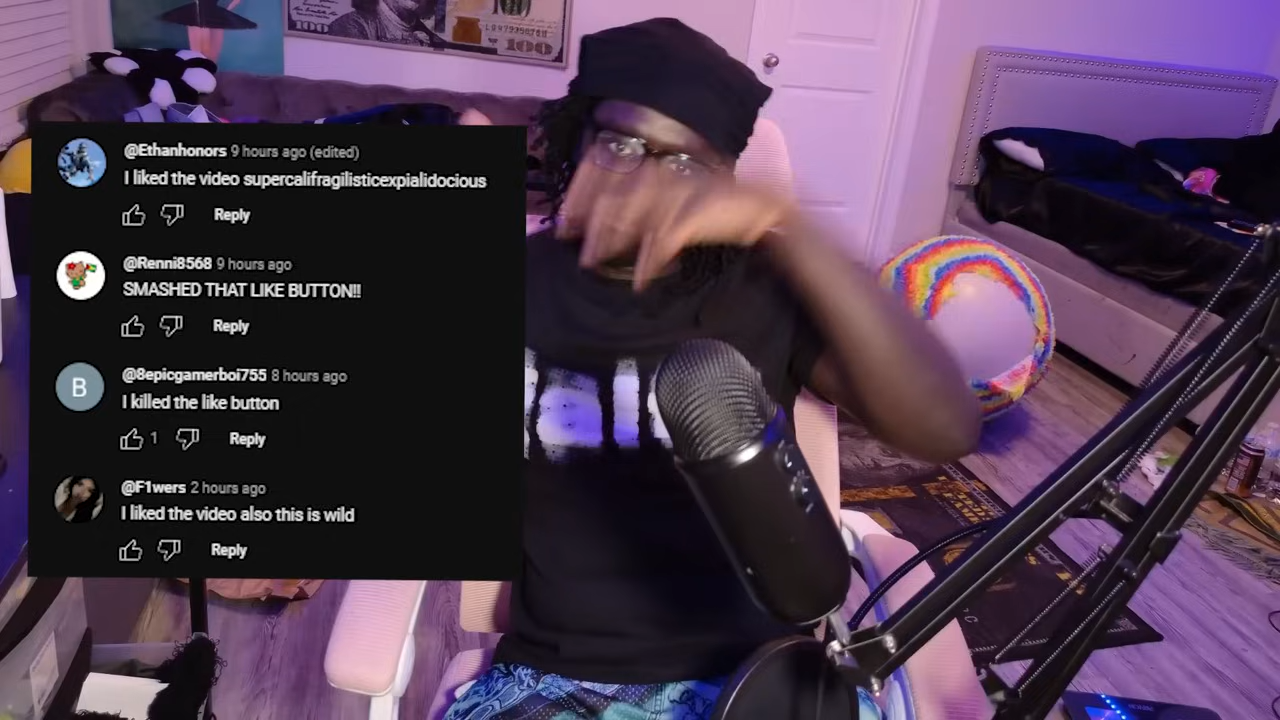 100
100
@Ethanhonors 9 hours ago (edited)
I liked the video supercalifragilisticexpialidocious
Reply
@Renni8568 9 hours ago
SMASHED THAT LIKE BUTTON!!
Reply
B
@8epicgamerboi755 8 hours ago
I killed the like button
1
Reply
@F1wers 2 hours ago
I liked the video also this is wild
Reply